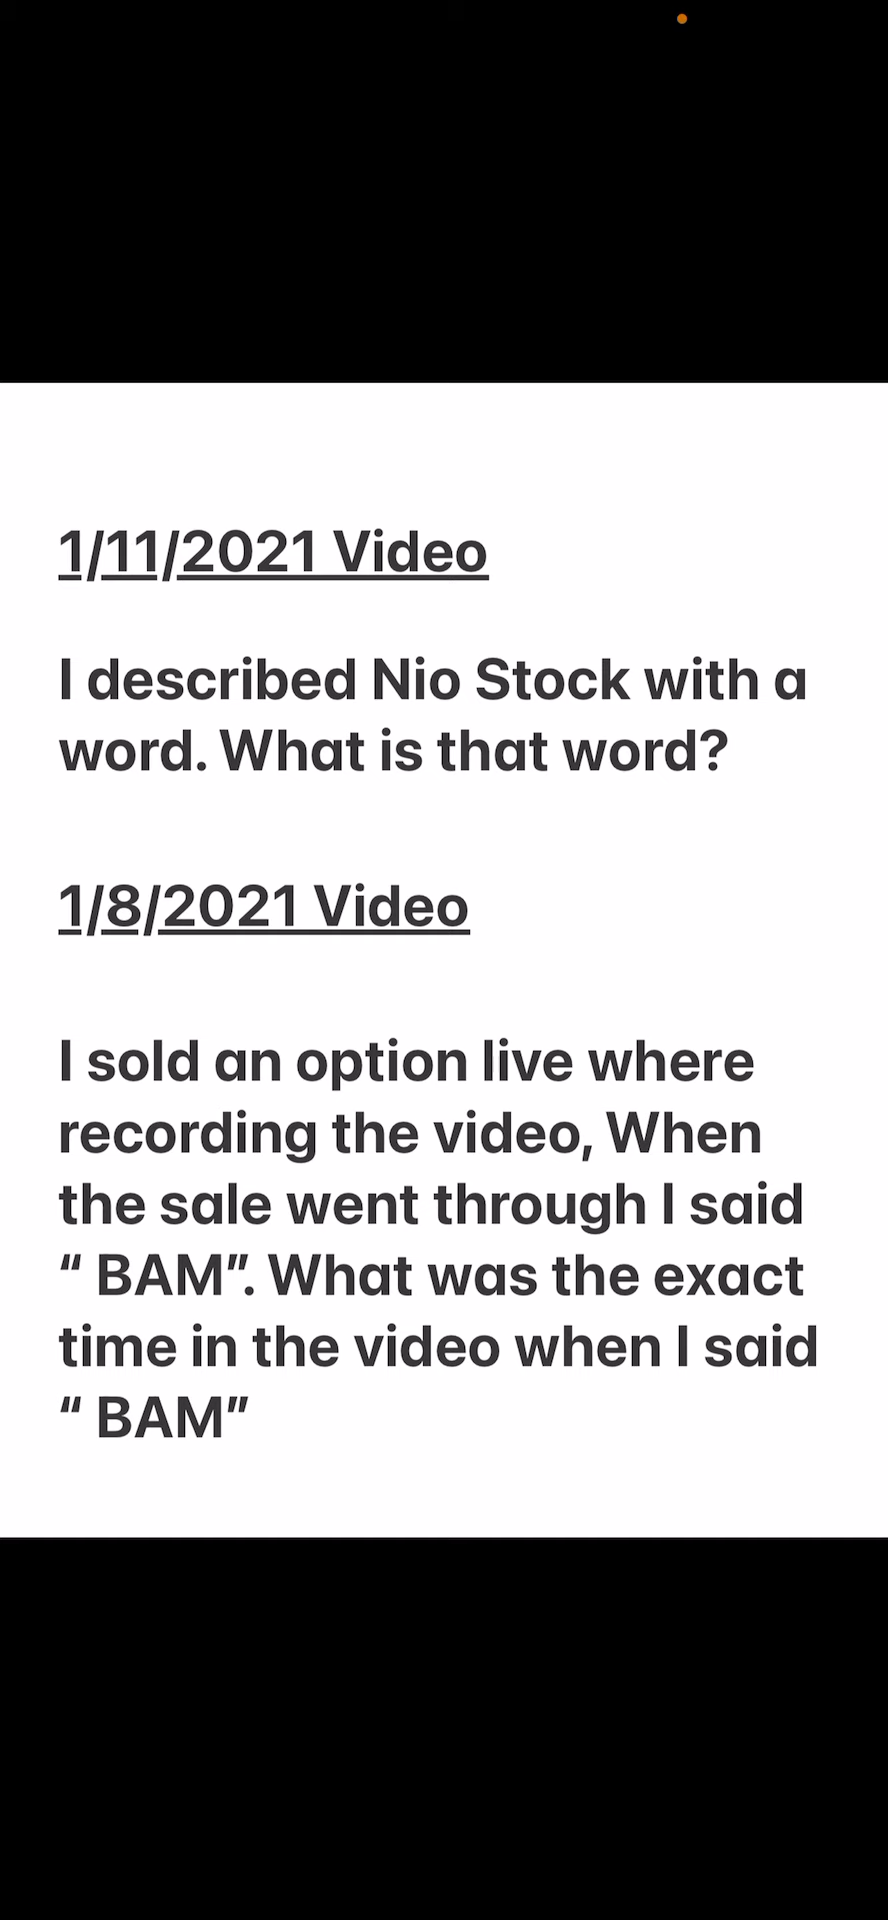 1/11/2021 Video
I described Nio Stock with a
word. What is that word?
1/8/2021 Video
I sold an option live where
recording the video, When
the sale went through I said
“ BAM”. What was the exact
time in the video when I said
“ BAM”